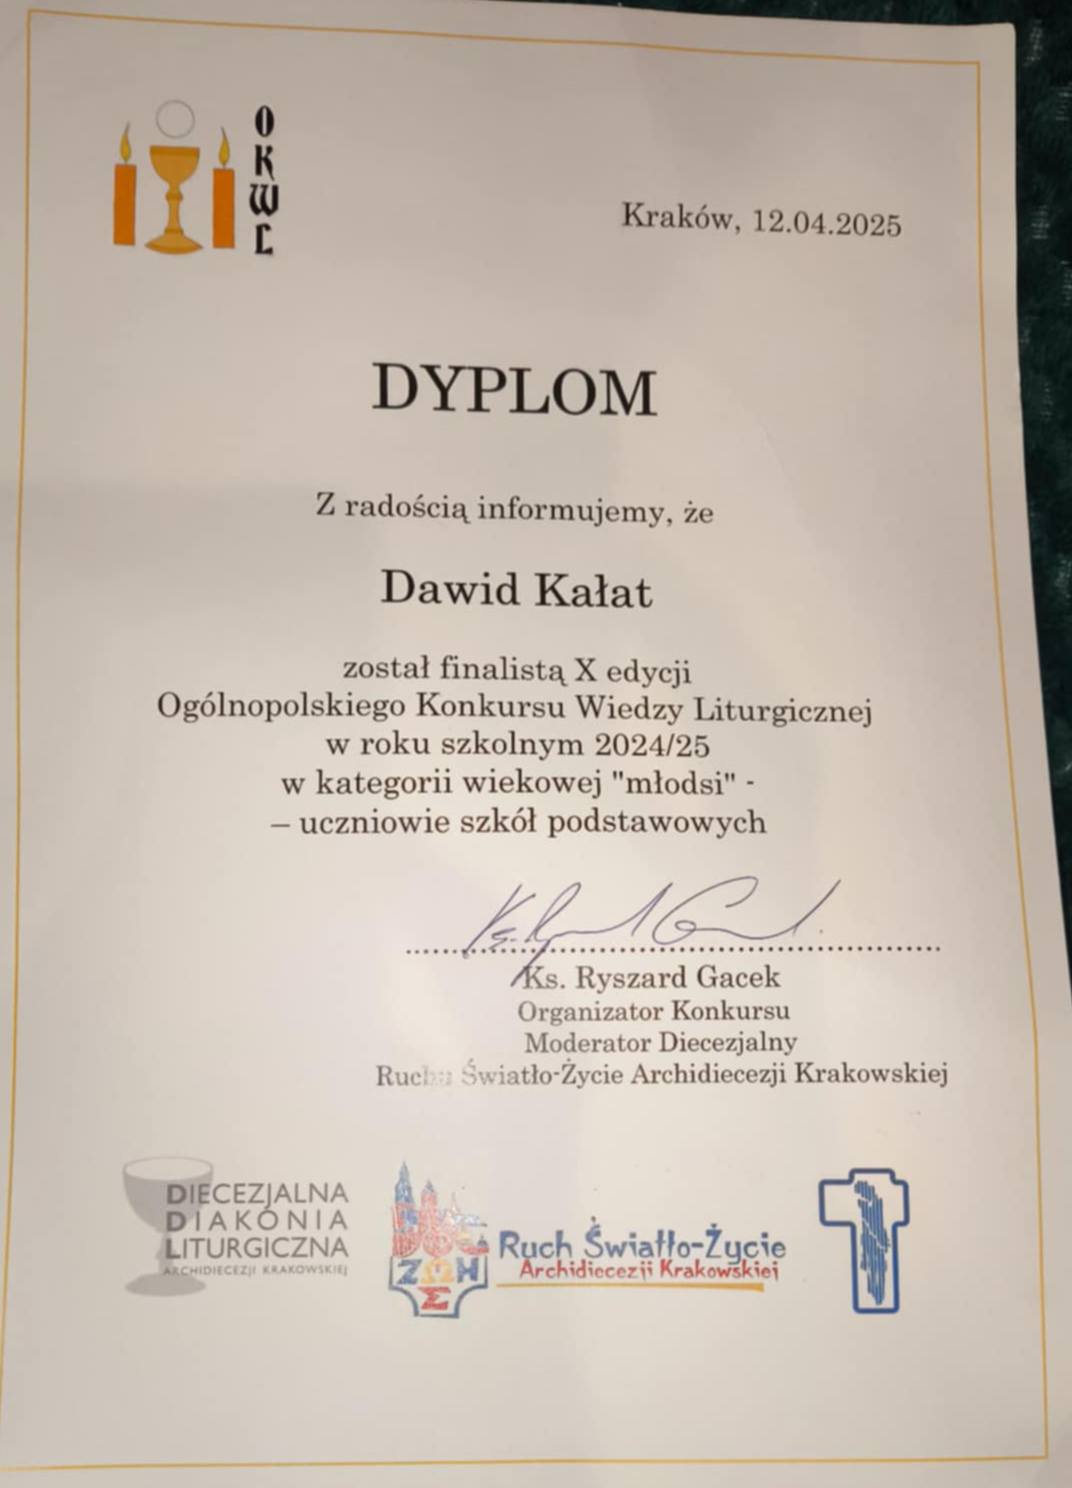 OKWL
Kraków, 12.04.2025
DYPLOM
Z radością informujemy, że
Dawid Kałat
został finalistą X edycji
Ogólnopolskiego Konkursu Wiedzy Liturgicznej
w roku szkolnym 2024/25
w kategorii wiekowej "młodsi" -
– uczniowie szkół podstawowych
Ks. Ryszard Gacek
Organizator Konkursu
Moderator Diecezjalny
Ruchu Światło-Życie Archidiecezji Krakowskiej
DIECEZJALNA
DIAKONIA
LITURGICZNA
ARCHIDIECEZJI KRAKOWSKIEJ
ΖΩΗ
Σ
Ruch Światło-Życie
Archidiecezji Krakowskiej